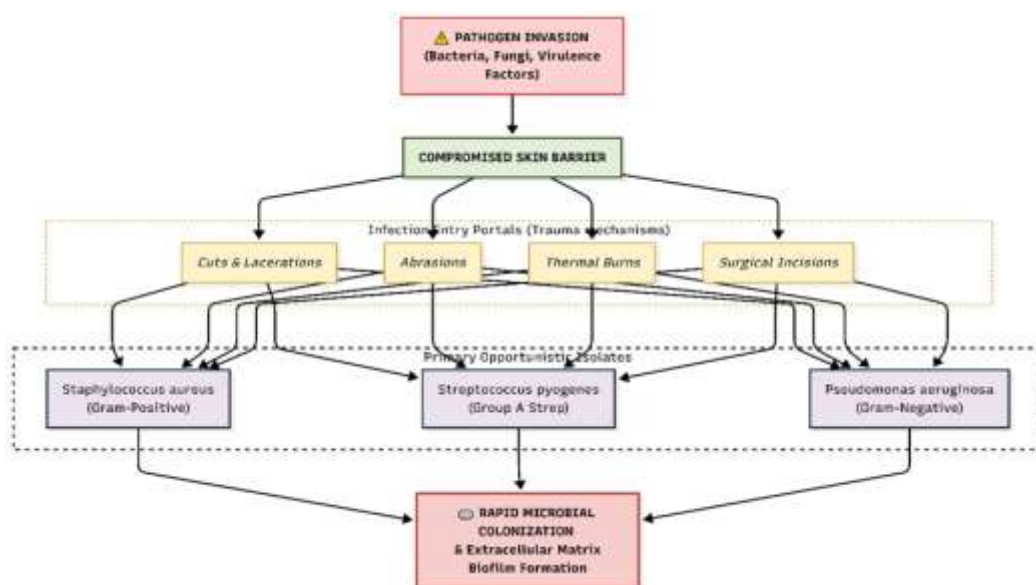 ⚠ PATHOGEN INVASION
(Bacteria, Fungi, Virulence
Factors)
COMPROMISED SKIN BARRIER
Infection Entry Portals (Trauma Mechanisms)
Cuts & Lacerations
Abrasions
Thermal Burns
Surgical Incisions
Primary Opportunistic Isolates
Staphylococcus aureus
(Gram-Positive)
Streptococcus pyogenes
(Group A Strep)
Pseudomonas aeruginosa
(Gram-Negative)
RAPID MICROBIAL
COLONIZATION
& Extracellular Matrix
Biofilm Formation